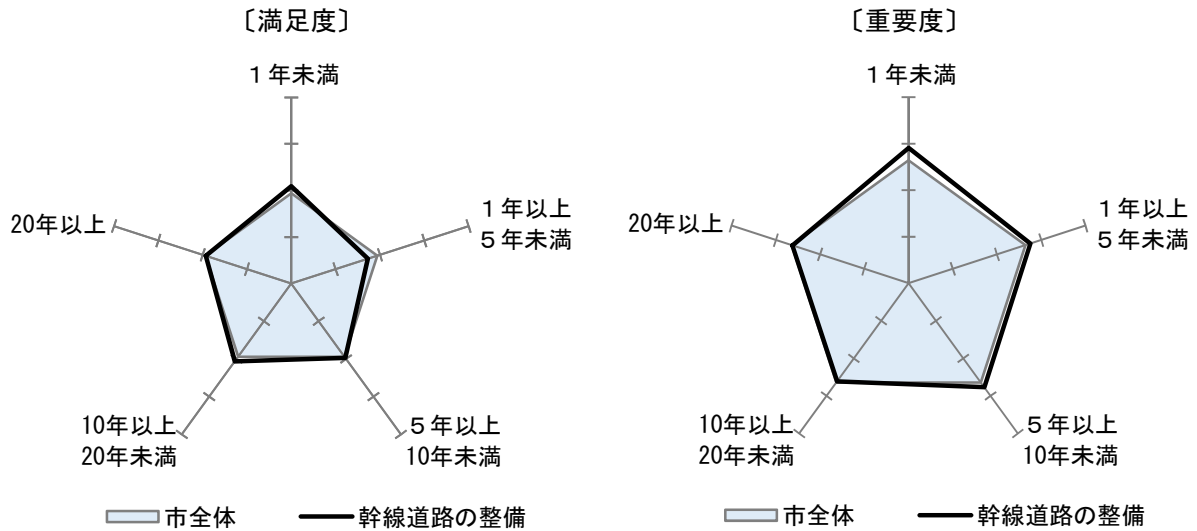 〔満足度〕
１年未満
１年以上
５年未満
５年以上
10年未満
10年以上
20年未満
20年以上
市全体
幹線道路の整備
〔重要度〕
１年未満
１年以上
５年未満
５年以上
10年未満
10年以上
20年未満
20年以上
市全体
幹線道路の整備